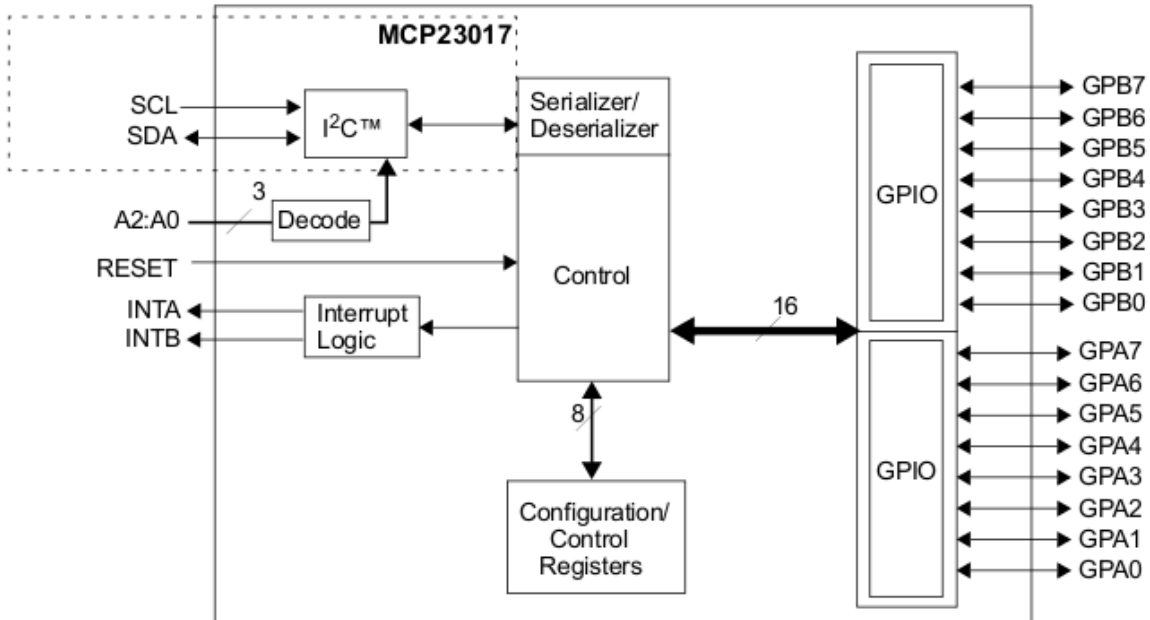 MCP23017
SCL
SDA
I²C™
Serializer/
Deserializer
A2:A0
3
Decode
RESET
Control
INTA
INTB
Interrupt
Logic
8
Configuration/
Control
Registers
16
GPIO
GPB7
GPB6
GPB5
GPB4
GPB3
GPB2
GPB1
GPB0
GPIO
GPA7
GPA6
GPA5
GPA4
GPA3
GPA2
GPA1
GPA0